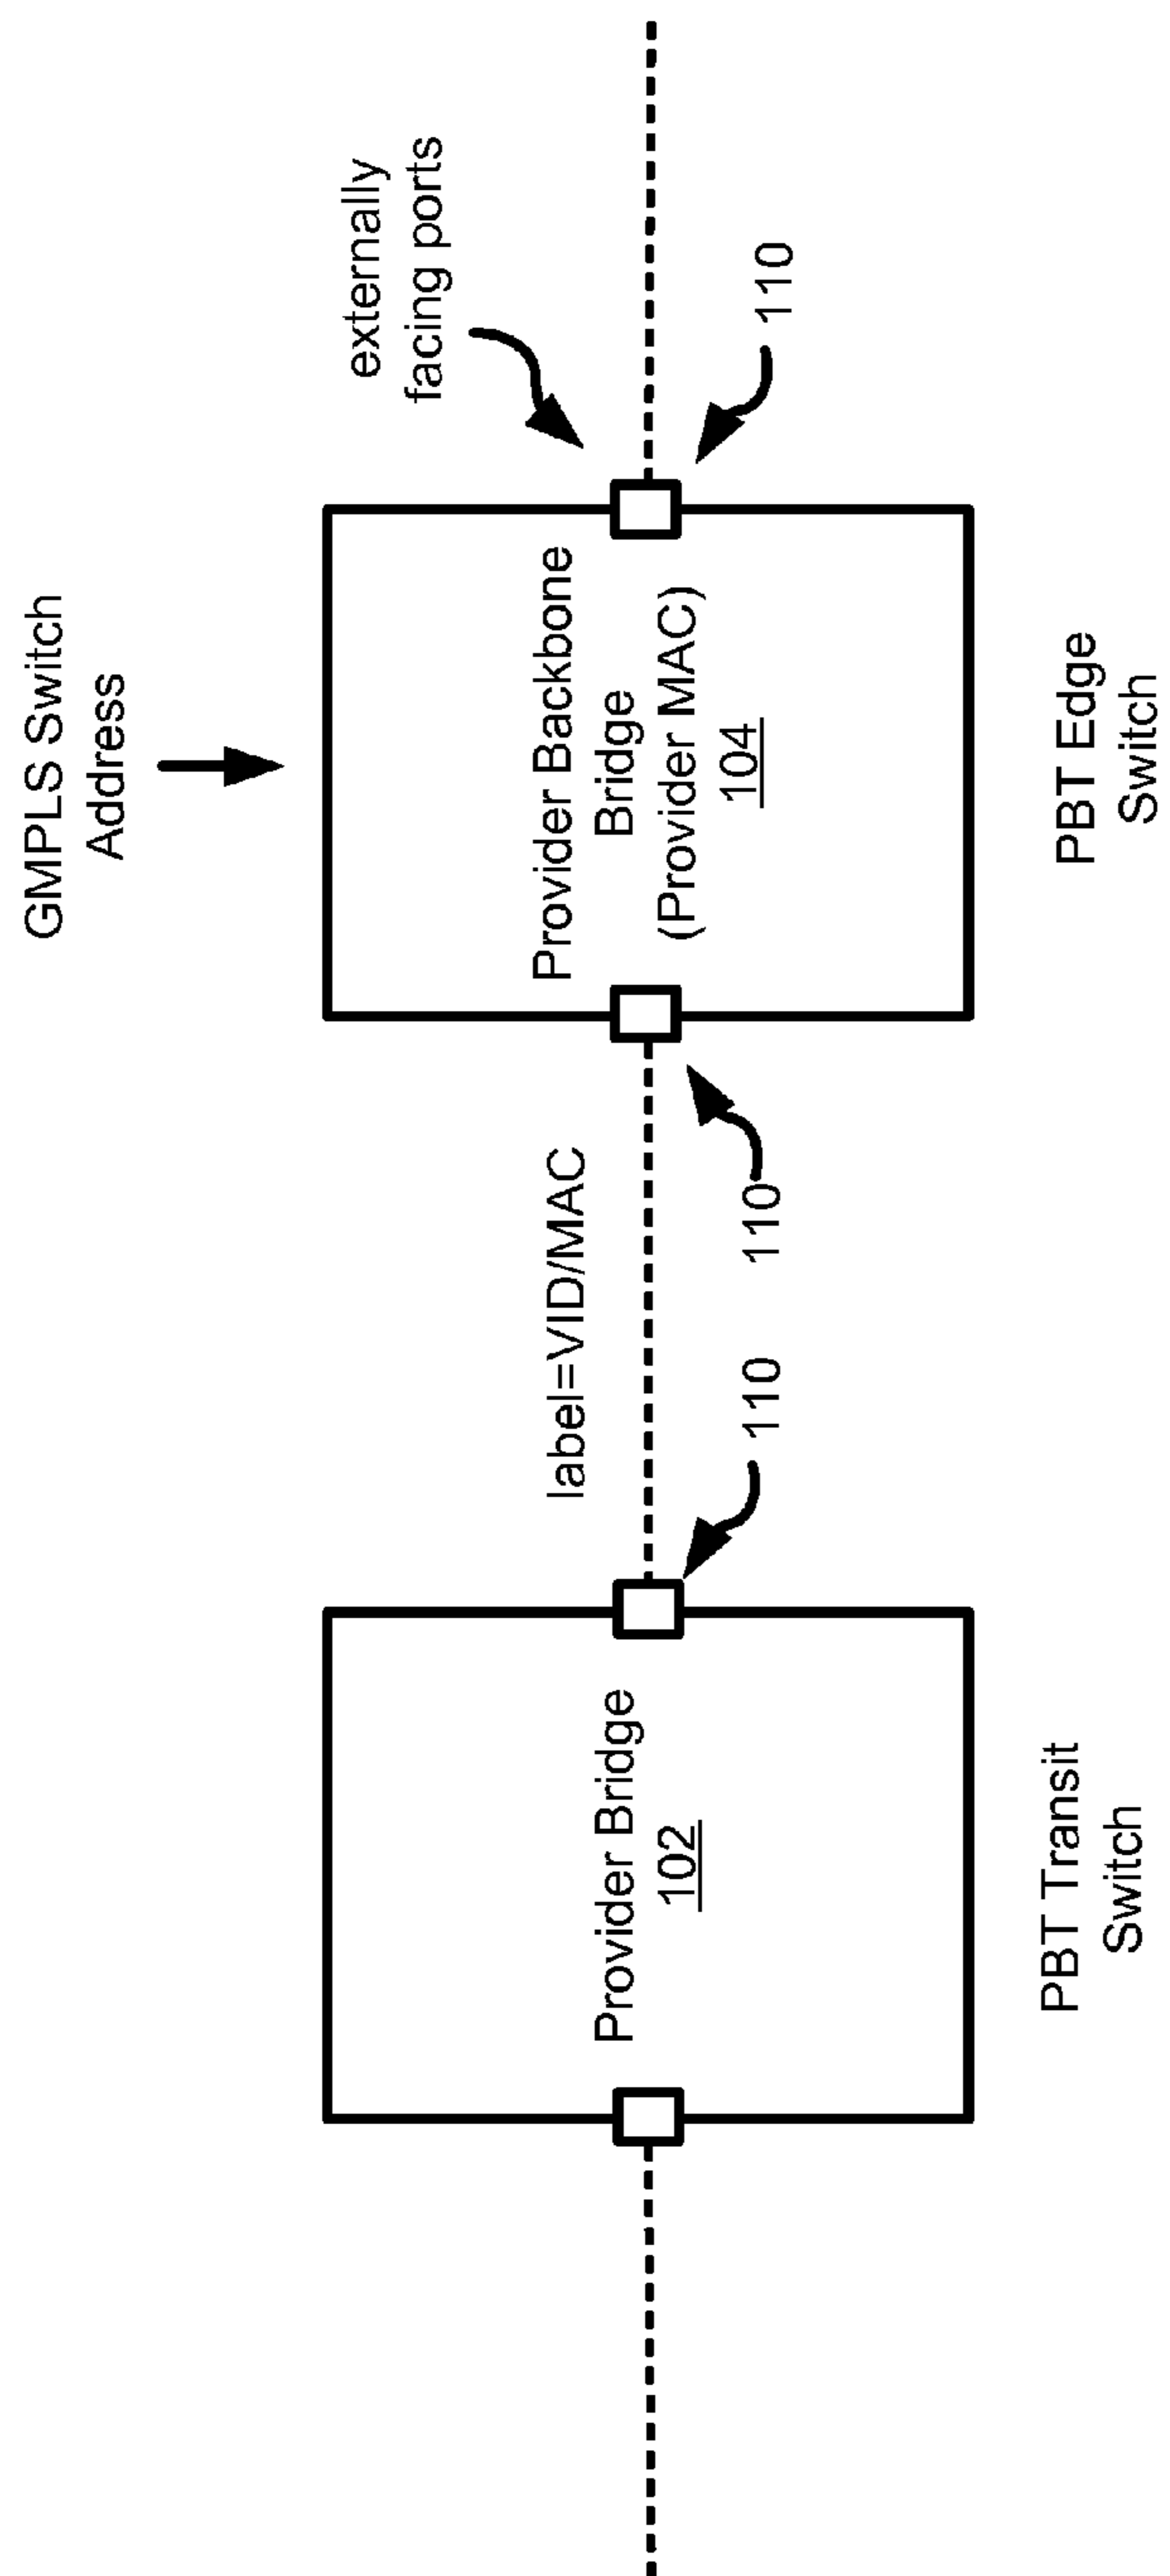 GMPLS Switch
Address
externally
facing ports
label=VID/MAC
Provider Bridge
102
Provider Backbone
Bridge
(Provider MAC)
104
110
110
110
PBT Transit
Switch
PBT Edge
Switch